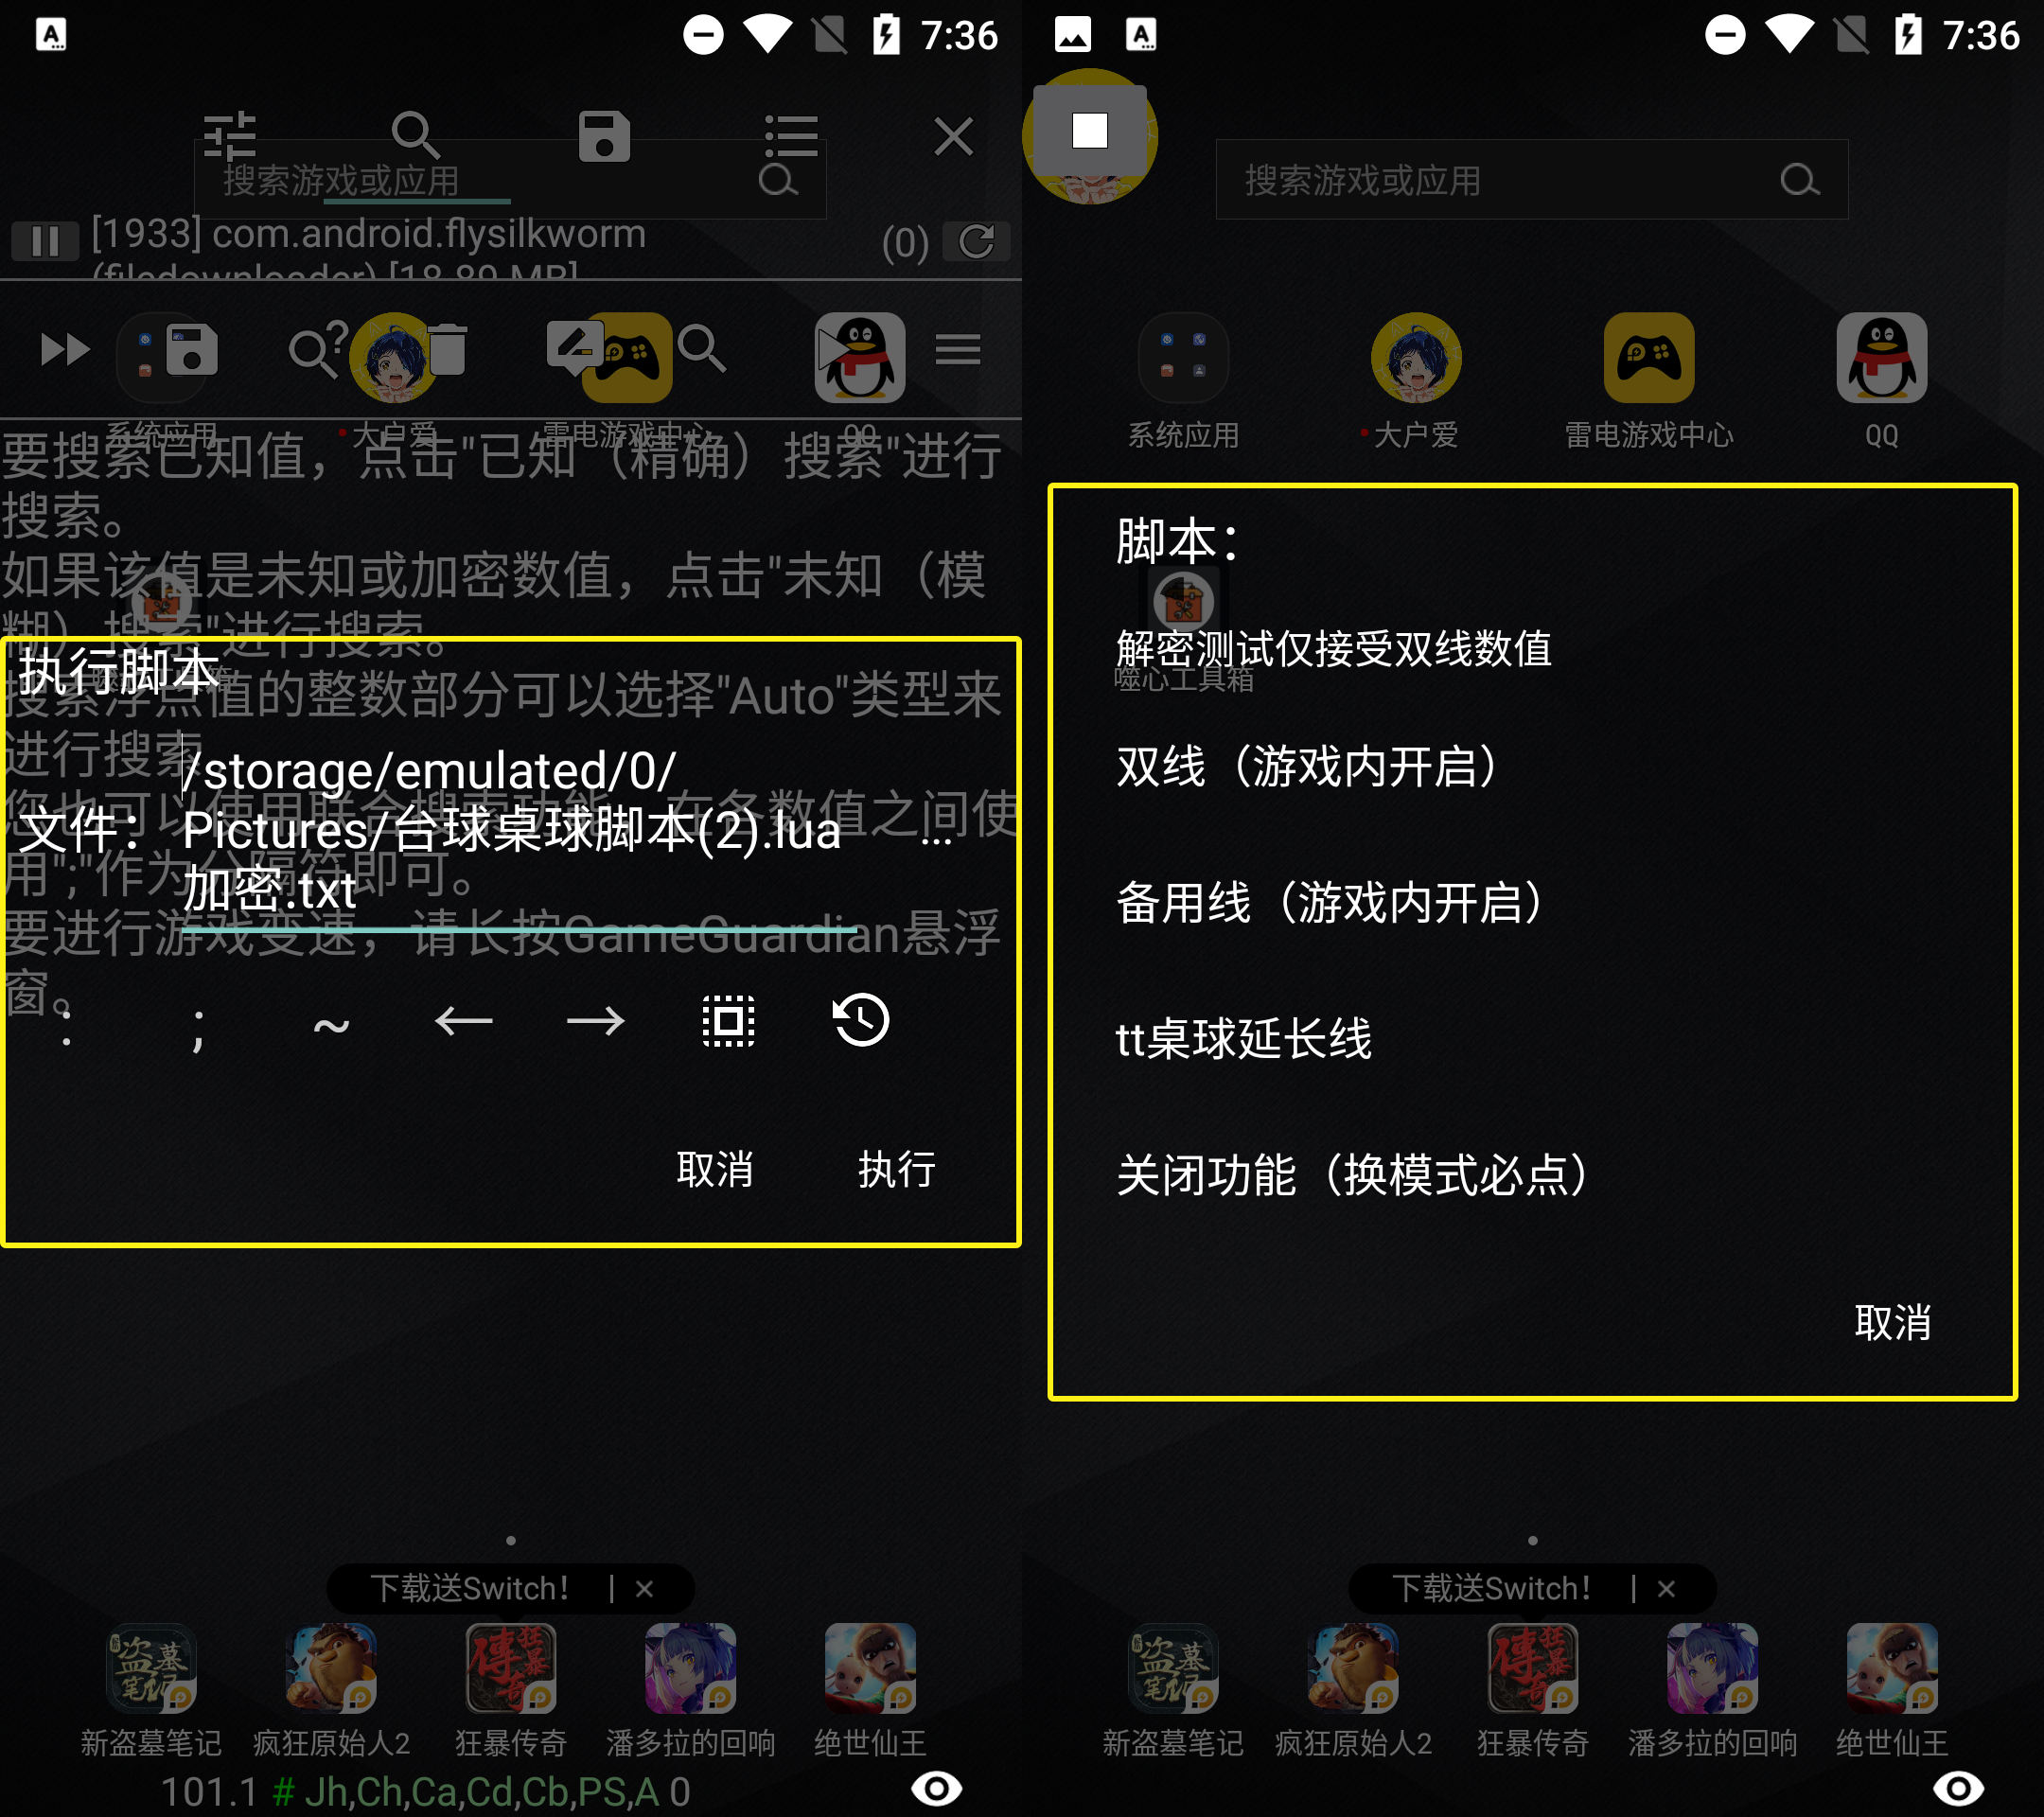 7:36
搜索游戏或应用
[1933] com.android.flysilkworm
(filedownloader) [18.89 MB]
(0)
系统应用
大户爱
雷电游戏中心
QQ
要搜索已知值，点击"已知（精确）搜索"进行
搜索。
如果该值是未知或加密数值，点击"未知（模
糊）搜索"进行搜索。
执行脚本
搜索浮点值的整数部分可以选择"Auto"类型来
进行搜索
/storage/emulated/0/
您也可以使用联合搜索功能，在各数值之间使
文件：
Pictures/台球桌球脚本(2).lua
...
用";"作为分隔符即可。
加密.txt
要进行游戏变速，请长按GameGuardian悬浮
窗。
: ; ~ ← →
取消
执行
下载送Switch！ | ×
新盗墓笔记
疯狂原始人2
狂暴传奇
潘多拉的回响
绝世仙王
101.1 # Jh,Ch,Ca,Cd,Cb,PS,A 0
7:36
搜索游戏或应用
系统应用
大户爱
雷电游戏中心
QQ
脚本：
解密测试仅接受双线数值
噬心工具箱
双线（游戏内开启）
备用线（游戏内开启）
tt桌球延长线
关闭功能（换模式必点）
取消
下载送Switch！ | ×
新盗墓笔记
疯狂原始人2
狂暴传奇
潘多拉的回响
绝世仙王